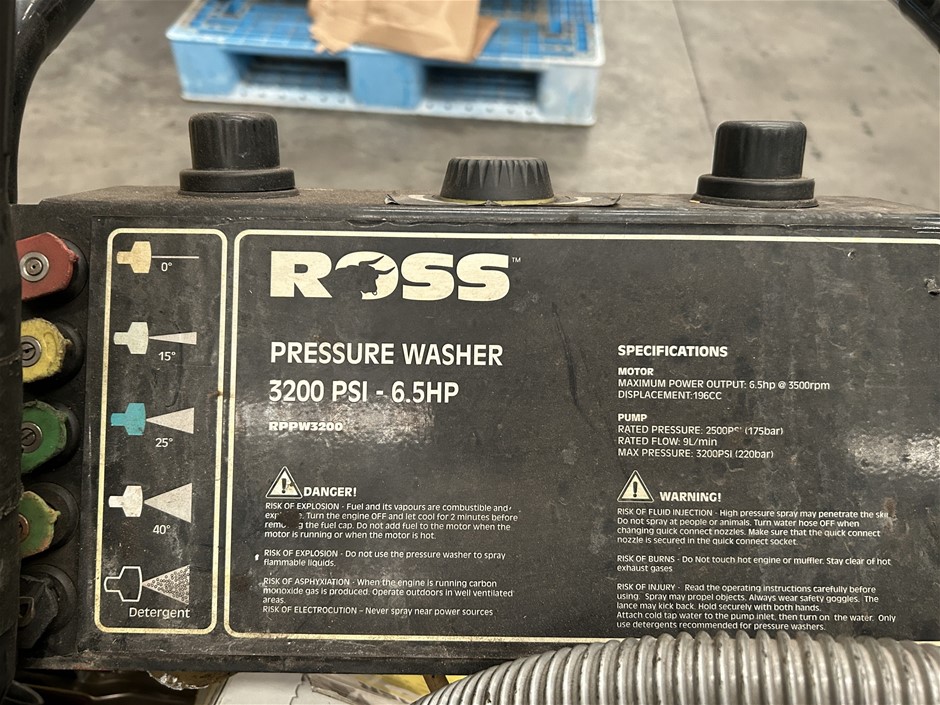 0°
15°
25°
40°
Detergent
ROSS™
PRESSURE WASHER
3200 PSI - 6.5HP
RPPW3200
DANGER!
RISK OF EXPLOSION - Fuel and its vapours are combustible and
Turn the engine OFF and let cool for 2 minutes before
the fuel cap. Do not add fuel to the motor when the
motor is running or when the motor is hot.
RISK OF EXPLOSION - Do not use the pressure washer to spray
flammable liquids.
RISK OF ASPHYXIATION - When the engine is running carbon
monoxide gas is produced. Operate outdoors in well ventilated
areas.
RISK OF ELECTROCUTION – Never spray near power sources
SPECIFICATIONS
MOTOR
MAXIMUM POWER OUTPUT: 6.5hp @ 3500rpm
DISPLACEMENT:196CC
PUMP
RATED PRESSURE: 2500PSI (175bar)
RATED FLOW: 9L/min
MAX PRESSURE: 3200PSI (220bar)
WARNING!
RISK OF FLUID INJECTION - High pressure spray may penetrate the skin.
Do not spray at people or animals. Turn water hose OFF when
changing quick connect nozzles. Make sure that the quick connect
nozzle is secured in the quick connect socket.
RISK OF BURNS - Do Not touch hot engine or muffler. Stay clear of hot
exhaust gases
RISK OF INJURY - Read the operating instructions carefully before
using. Spray may propel objects. Always wear safety goggles. The
lance may kick back. Hold securely with both hands.
Attach cold tap water to the pump inlet, then turn on the water. Only
use detergents recommended for pressure washers.